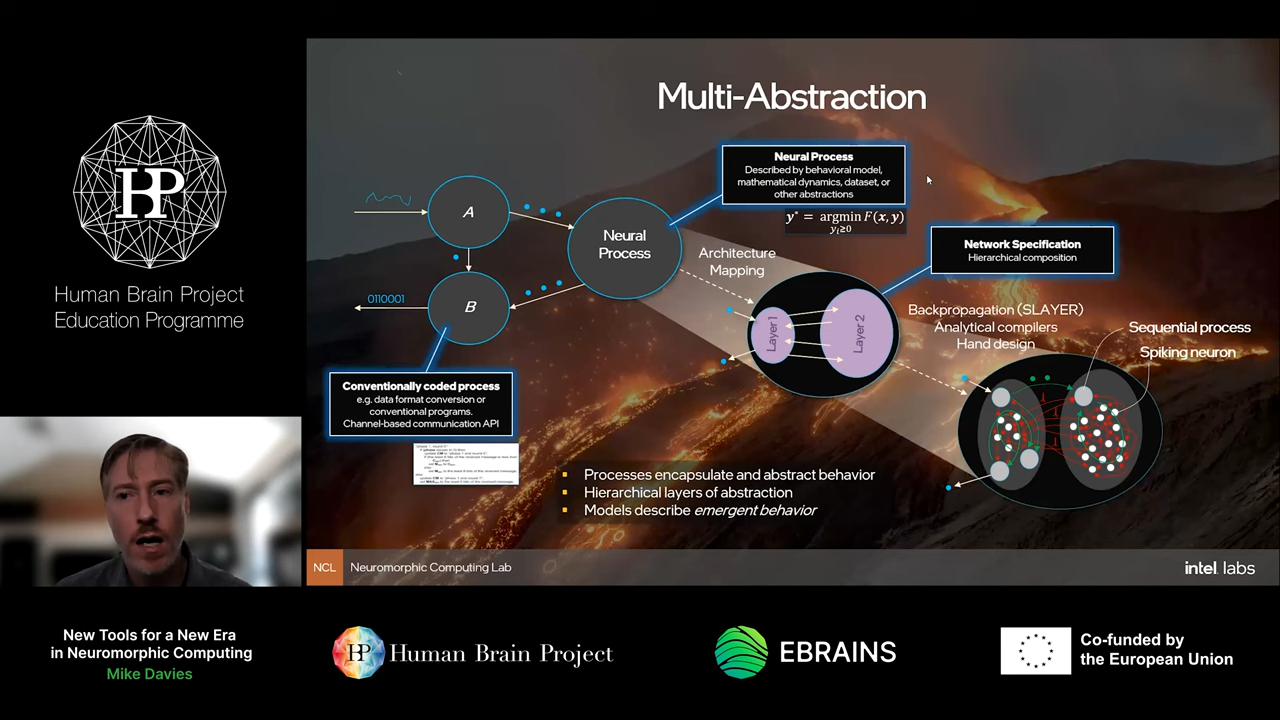 HP
Human Brain Project
Education Programme
Multi-Abstraction
Neural Process
Described by behavioral model,
mathematical dynamics, dataset, or
other abstractions
y* = argmin F(x, y)
yᵢ≥0
A
Neural
Process
Network Specification
Hierarchical composition
Architecture
Mapping
0110001
B
Layer 1
Layer 2
Backpropagation (SLAYER)
Analytical compilers
Hand design
Sequential process
Spiking neuron
Conventionally coded process
e.g. data format conversion or
conventional programs.
Channel-based communication API
Processes encapsulate and abstract behavior
Hierarchical layers of abstraction
Models describe emergent behavior
NCL
Neuromorphic Computing Lab
intel labs
New Tools for a New Era
in Neuromorphic Computing
Mike Davies
HP
Human Brain Project
EBRAINS
Co-funded by
the European Union